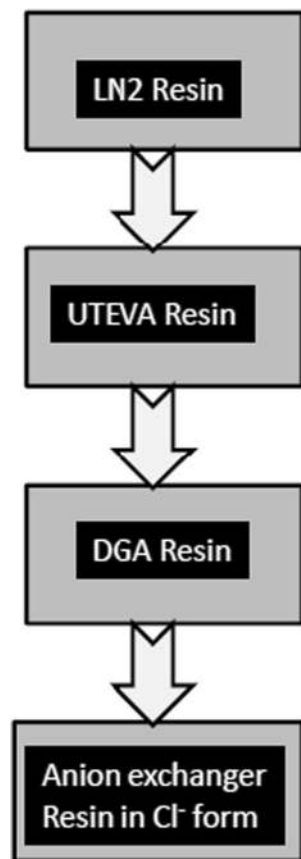 LN2 Resin
UTEVA Resin
DGA Resin
Anion exchanger
Resin in Cl⁻ form